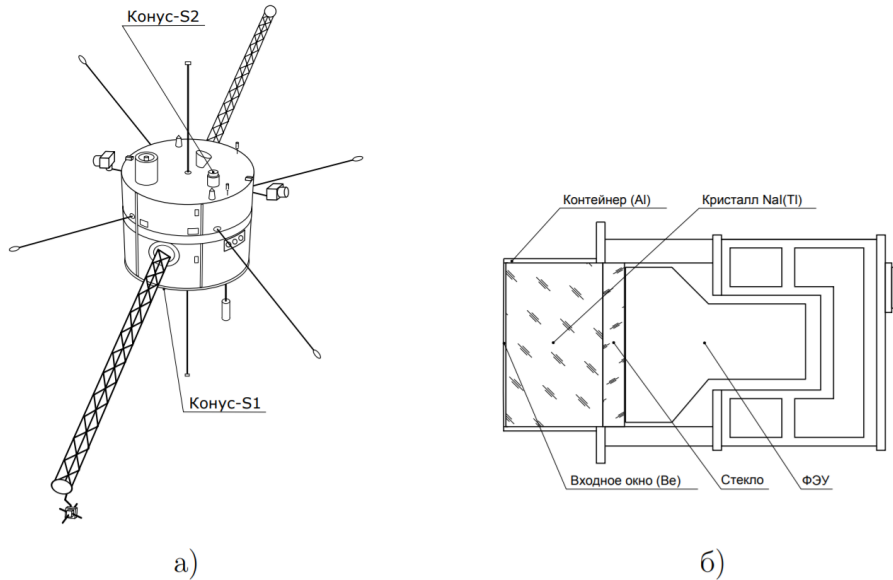 Конус-S2
Конус-S1
Контейнер (Al)
Кристалл NaI(Tl)
Входное окно (Be)
Стекло
ФЭУ
а)
б)